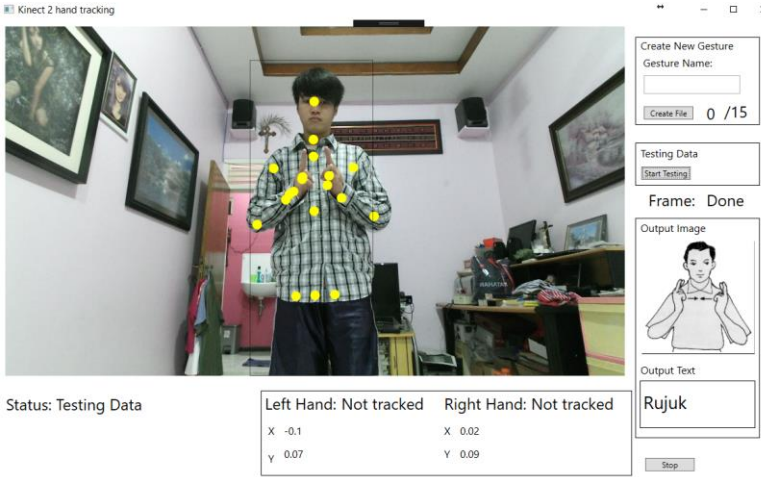 Kinect 2 hand tracking
Create New Gesture
Gesture Name:
Create File 0 /15
Testing Data
Start Testing
Frame: Done
Output Image
Output Text
Rujuk
Stop
Status: Testing Data
Left Hand: Not tracked Right Hand: Not tracked
X -0.1 X 0.02
Y 0.07 Y 0.09